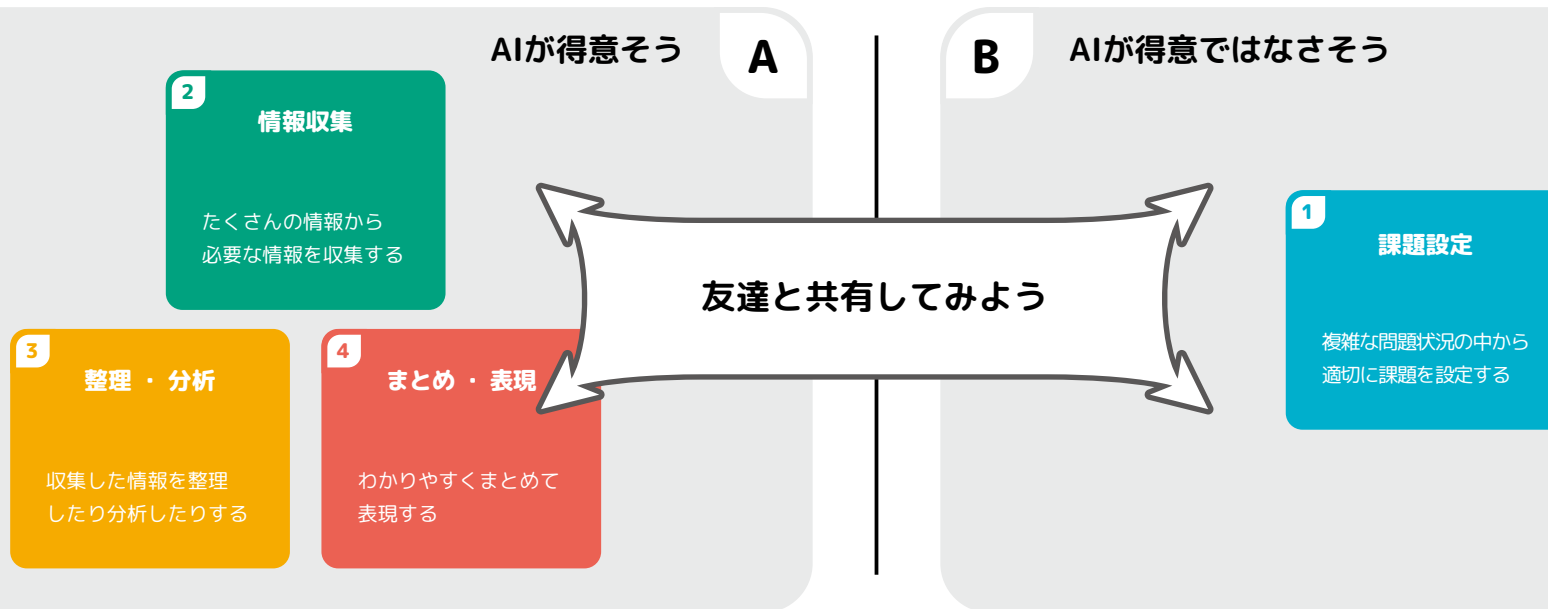 AIが得意そう
A
B
AIが得意ではなさそう
2
情報収集
たくさんの情報から
必要な情報を収集する
1
課題設定
複雑な問題状況の中から
適切に課題を設定する
友達と共有してみよう
3
整理 ・ 分析
収集した情報を整理
したり分析したりする
4
まとめ ・ 表現
わかりやすくまとめて
表現する